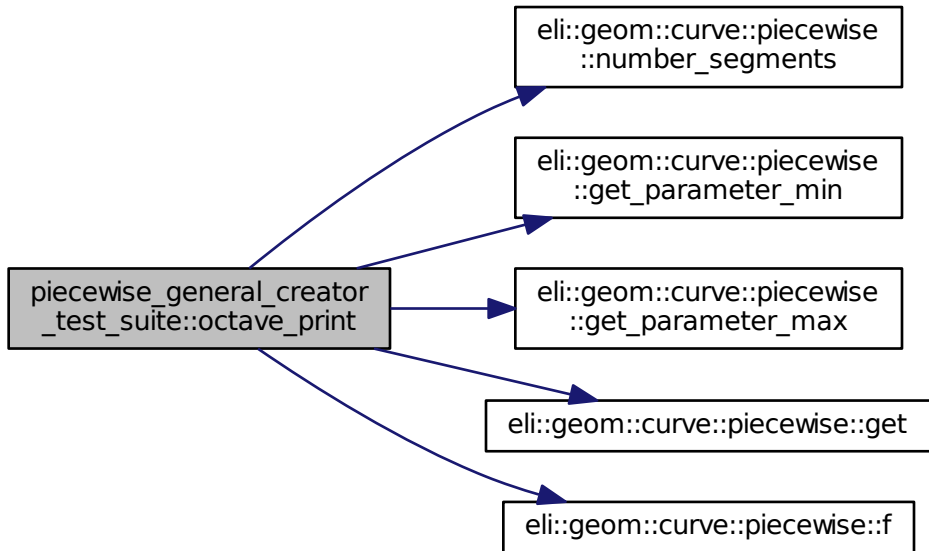 eli::geom::curve::piecewise
::number_segments
eli::geom::curve::piecewise
::get_parameter_min
piecewise_general_creator
_test_suite::octave_print
eli::geom::curve::piecewise
::get_parameter_max
eli::geom::curve::piecewise::get
eli::geom::curve::piecewise::f